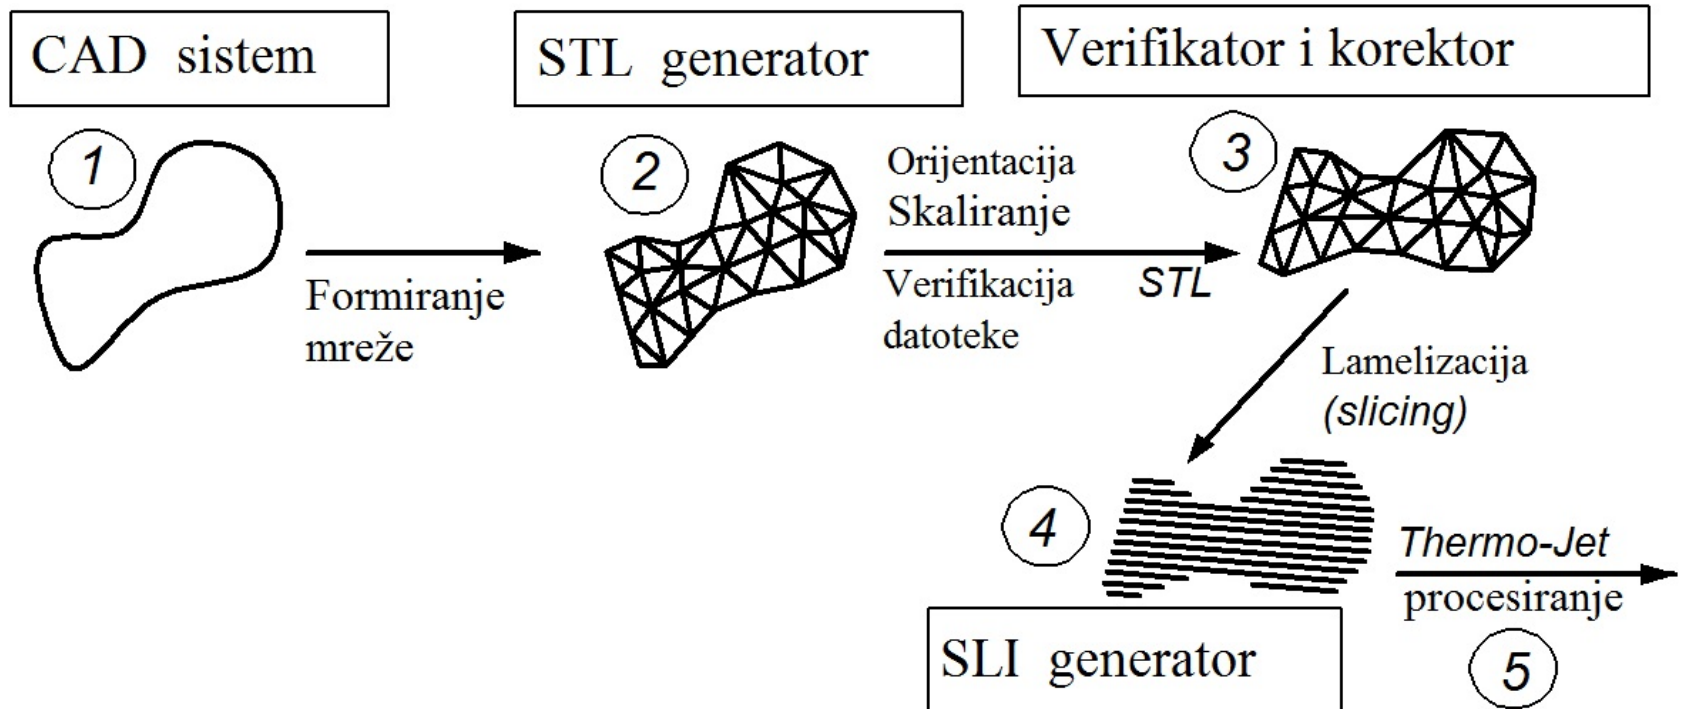 CAD sistem
STL generator
Verifikator i korektor
1
2
3
Formiranje
mreže
Orijentacija
Skaliranje
Verifikacija
STL
datoteke
Lamelizacija
(slicing)
4
SLI generator
Thermo-Jet
procesiranje
5